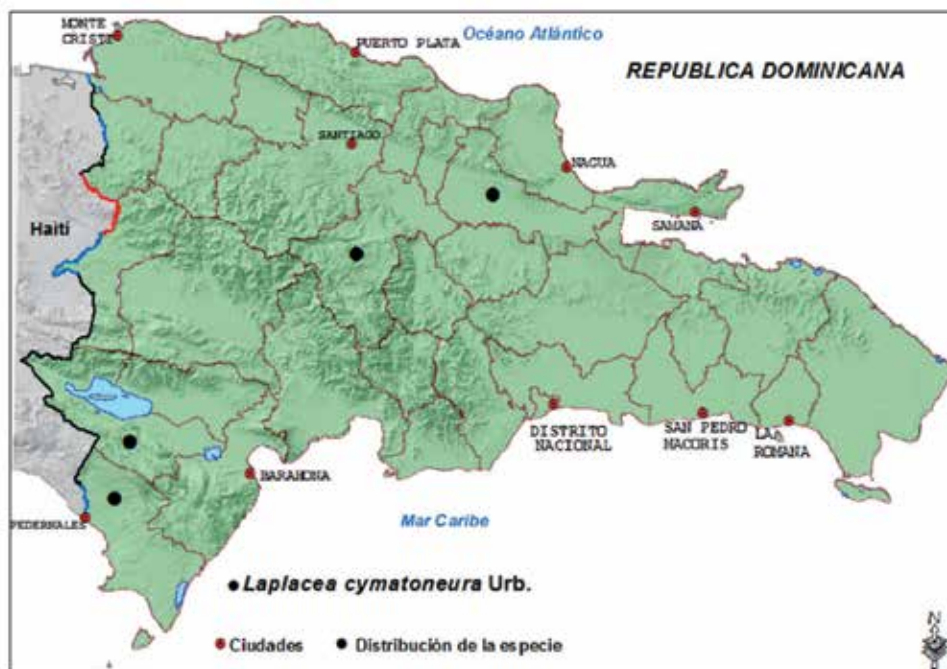 MONTE
CRISTI
Océano Atlántico
PUERTO PLATA
REPUBLICA DOMINICANA
SANTIAGO
NAGUA
SAMANA
Haití
DISTRITO
NACIONAL
SAN PEDRO
MACORIS
LA
ROMANA
BARAHONA
PEDERNALES
Mar Caribe
Laplacea cymatoneura Urb.
Ciudades
Distribución de la especie
N